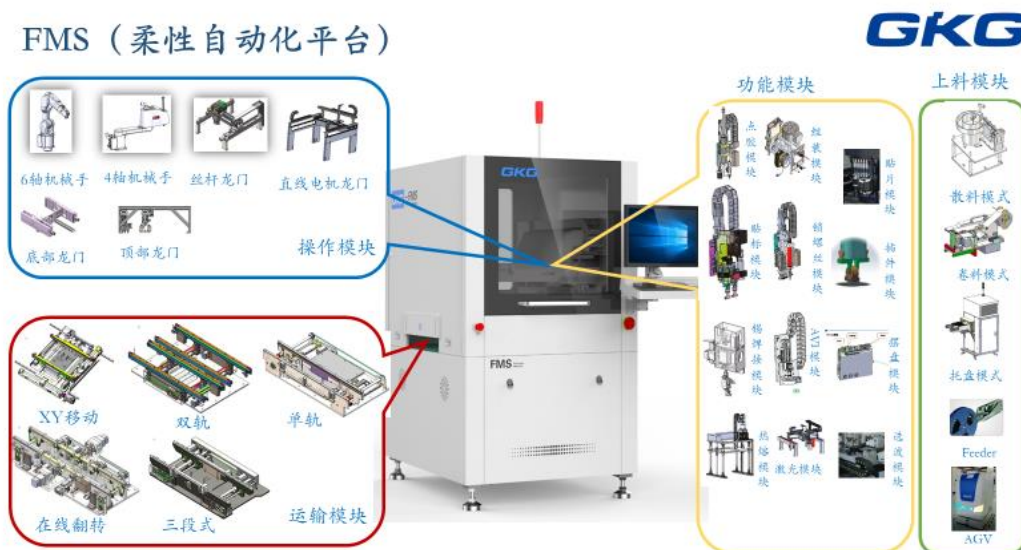 FMS（柔性自动化平台）
GKG
6轴机械手
4轴机械手
丝杆龙门
直线电机龙门
底部龙门
顶部龙门
操作模块
XY移动
双轨
单轨
在线翻转
三段式
运输模块
GKG
FMS
功能模块
点胶模块
组装模块
贴片模块
贴标模块
锁螺丝模块
插件模块
锡焊接模块
AVI模块
摆盘模块
热熔模块
激光模块
上料模块
散料模式
卷料模式
托盘模式
Feeder
AGV